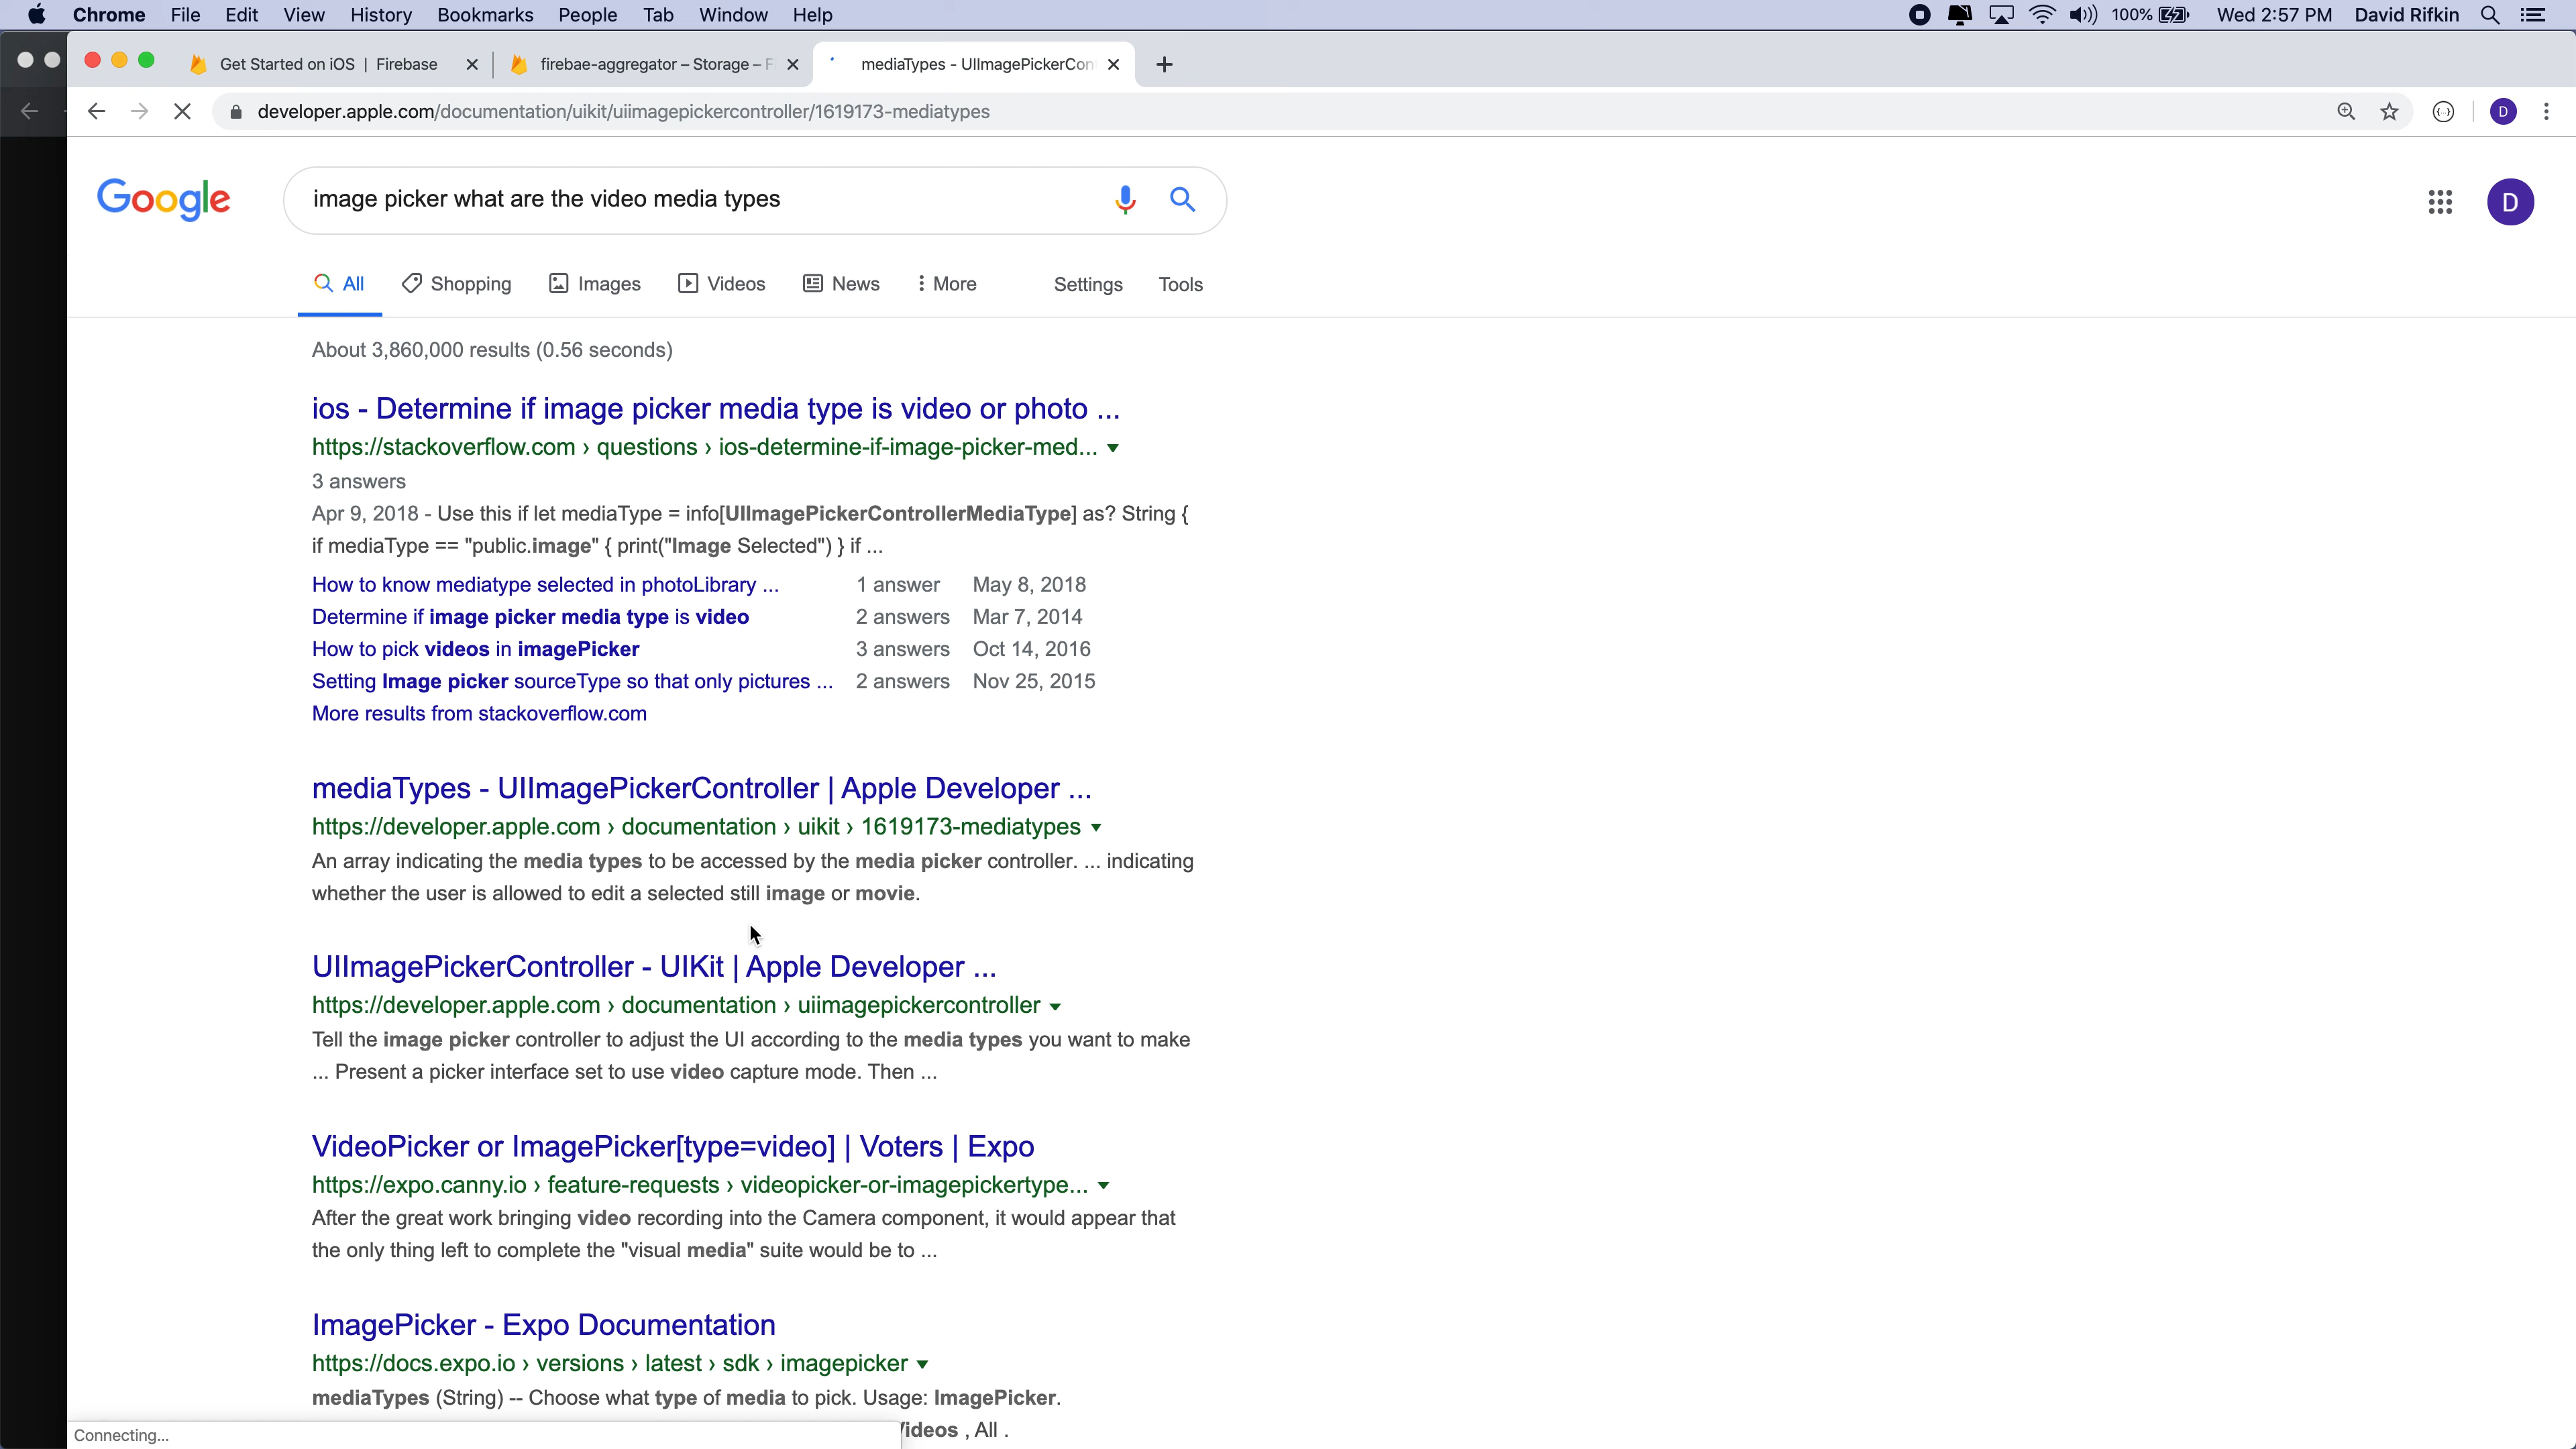 Chrome File Edit View History Bookmarks People Tab Window Help 100% Wed 2:57 PM David Rifkin
Get Started on iOS | Firebase firebae-aggregator – Storage – F mediaTypes - UIImagePickerCon
developer.apple.com/documentation/uikit/uiimagepickercontroller/1619173-mediatypes D
Google image picker what are the video media types D
All Shopping Images Videos News More Settings Tools
About 3,860,000 results (0.56 seconds)
ios - Determine if image picker media type is video or photo ...
https://stackoverflow.com › questions › ios-determine-if-image-picker-med...
3 answers
Apr 9, 2018 - Use this if let mediaType = info[UIImagePickerControllerMediaType] as? String {
if mediaType == "public.image" { print("Image Selected") } if ...
How to know mediatype selected in photoLibrary ... 1 answer May 8, 2018
Determine if image picker media type is video 2 answers Mar 7, 2014
How to pick videos in imagePicker 3 answers Oct 14, 2016
Setting Image picker sourceType so that only pictures ... 2 answers Nov 25, 2015
More results from stackoverflow.com
mediaTypes - UIImagePickerController | Apple Developer ...
https://developer.apple.com › documentation › uikit › 1619173-mediatypes
An array indicating the media types to be accessed by the media picker controller. ... indicating
whether the user is allowed to edit a selected still image or movie.
UIImagePickerController - UIKit | Apple Developer ...
https://developer.apple.com › documentation › uiimagepickercontroller
Tell the image picker controller to adjust the UI according to the media types you want to make
... Present a picker interface set to use video capture mode. Then ...
VideoPicker or ImagePicker[type=video] | Voters | Expo
https://expo.canny.io › feature-requests › videopicker-or-imagepickertype...
After the great work bringing video recording into the Camera component, it would appear that
the only thing left to complete the "visual media" suite would be to ...
ImagePicker - Expo Documentation
https://docs.expo.io › versions › latest › sdk › imagepicker
mediaTypes (String) -- Choose what type of media to pick. Usage: ImagePicker.
Videos , All .
Connecting...